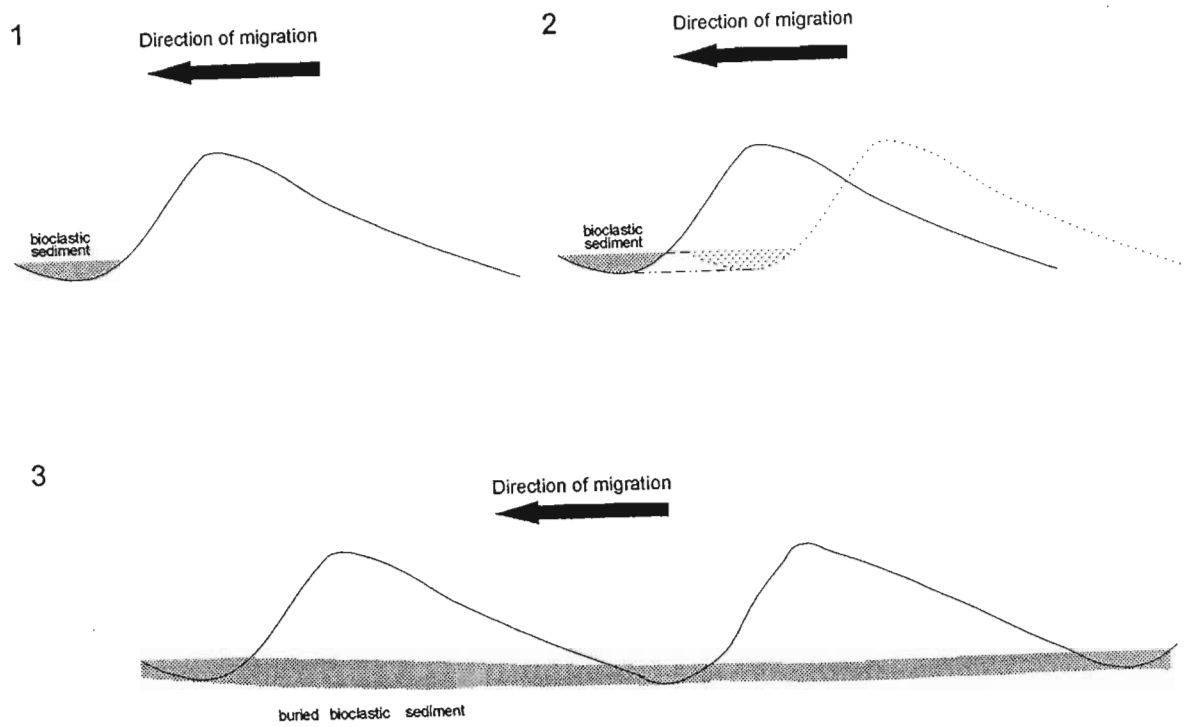 1
Direction of migration
bioclastic
sediment
2
Direction of migration
bioclastic
sediment
3
Direction of migration
buried bioclastic sediment